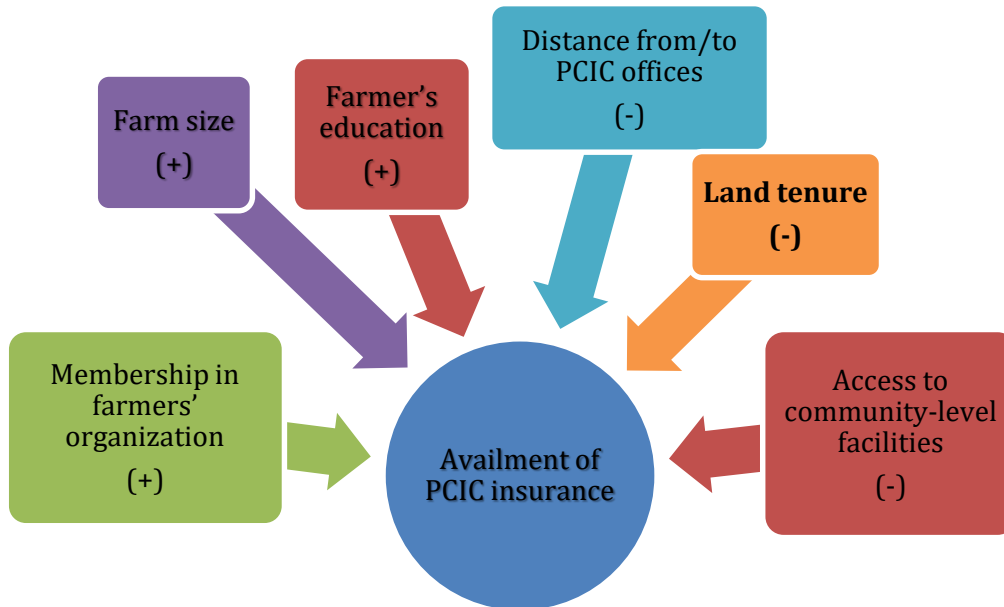 Farm size
(+)
Farmer’s
education
(+)
Distance from/to
PCIC offices
(-)
Land tenure
(-)
Membership in
farmers’
organization
(+)
Availment of
PCIC insurance
Access to
community-level
facilities
(-)